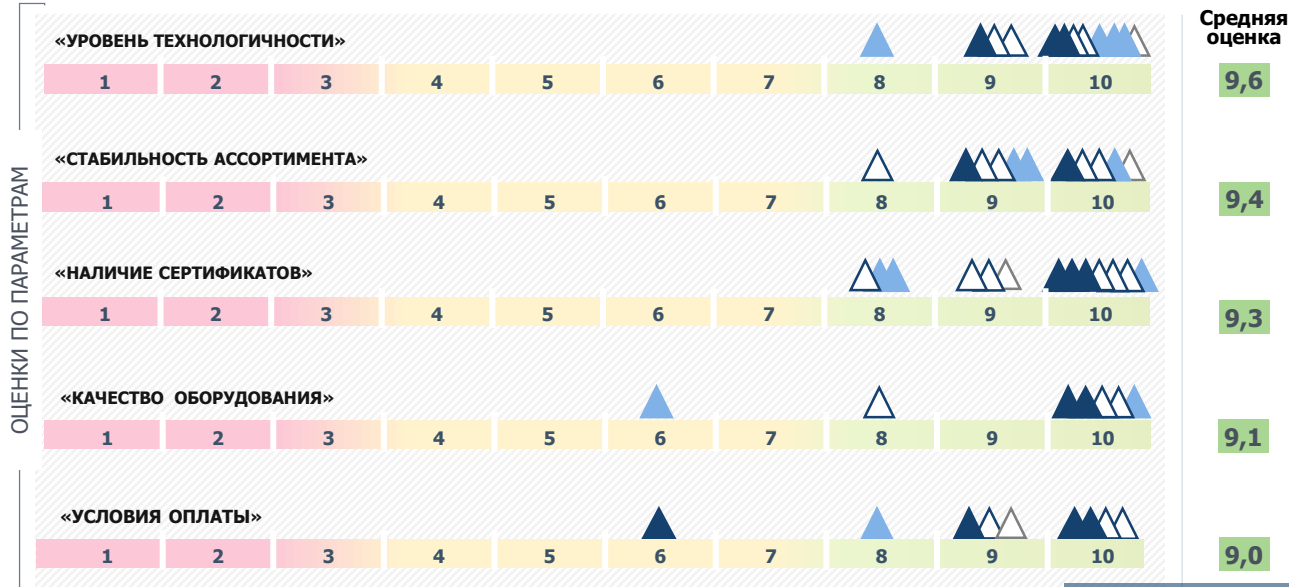 Средняя
оценка
«УРОВЕНЬ ТЕХНОЛОГИЧНОСТИ»
1 2 3 4 5 6 7 8 9 10
9,6
«СТАБИЛЬНОСТЬ АССОРТИМЕНТА»
1 2 3 4 5 6 7 8 9 10
9,4
ОЦЕНКИ ПО ПАРАМЕТРАМ
«НАЛИЧИЕ СЕРТИФИКАТОВ»
1 2 3 4 5 6 7 8 9 10
9,3
«КАЧЕСТВО ОБОРУДОВАНИЯ»
1 2 3 4 5 6 7 8 9 10
9,1
«УСЛОВИЯ ОПЛАТЫ»
1 2 3 4 5 6 7 8 9 10
9,0